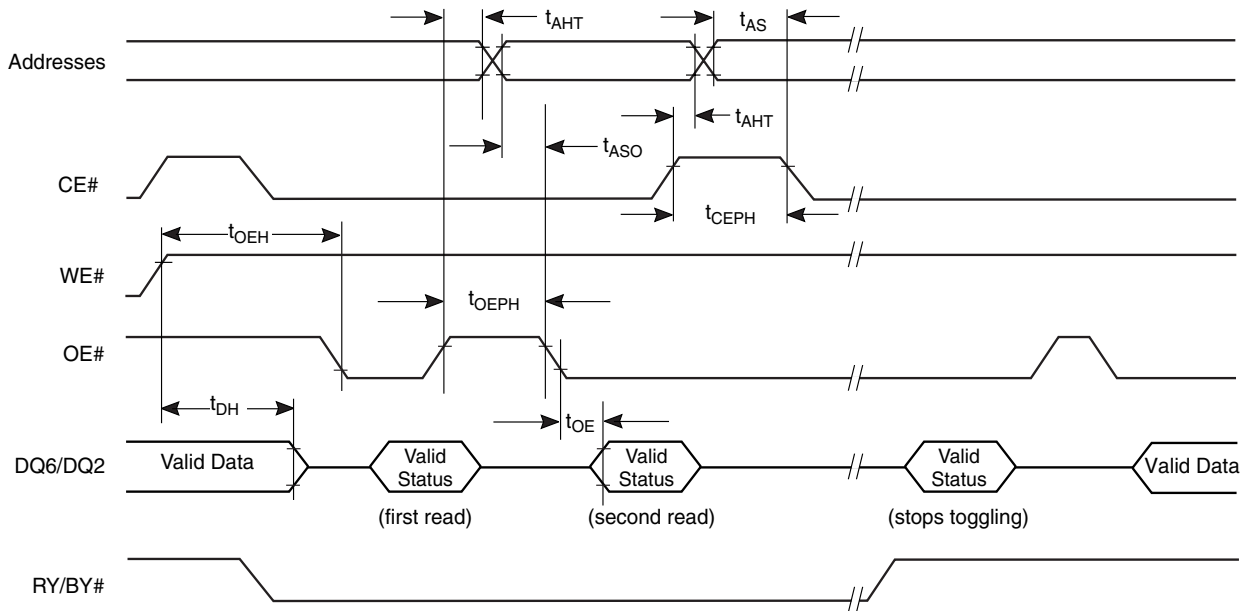 tAHT
tAS
Addresses
tAHT
tASO
CE#
tCEPH
tOEH
WE#
tOEPH
OE#
tDH
tOE
DQ6/DQ2
Valid Data
Valid
Status
Valid
Status
Valid
Status
Valid Data
(first read)
(second read)
(stops toggling)
RY/BY#